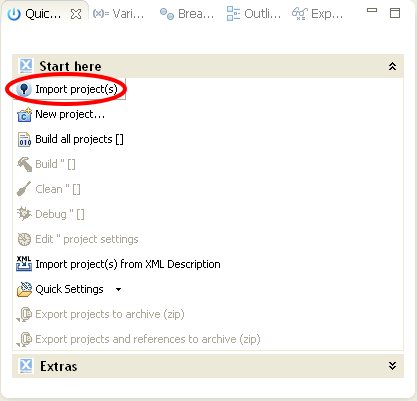 Quic... (x)= Vari... Brea... Outli... Exp...
Start here
Import project(s)
New project...
Build all projects []
Build '' []
Clean '' []
Debug '' []
Edit '' project settings
XML Import project(s) from XML Description
Quick Settings
Export projects to archive (zip)
Export projects and references to archive (zip)
Extras